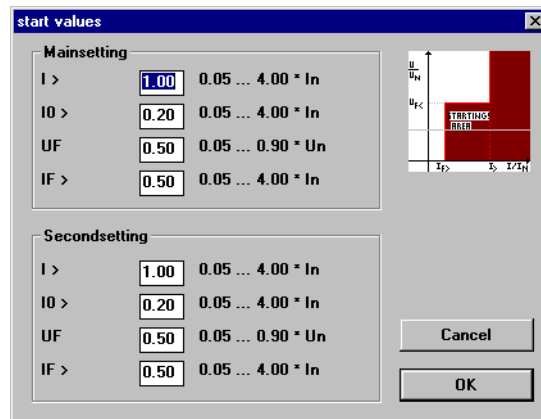 start values
Mainsetting
I > 1.00 0.05 ... 4.00 * In
I0 > 0.20 0.05 ... 4.00 * In
UF 0.50 0.05 ... 0.90 * Un
IF > 0.50 0.05 ... 4.00 * In
U
UN
UF<
STARTINGS
AREA
IF> I> I/IN
Secondsetting
I > 1.00 0.05 ... 4.00 * In
I0 > 0.20 0.05 ... 4.00 * In
UF 0.50 0.05 ... 0.90 * Un
IF > 0.50 0.05 ... 4.00 * In
Cancel
OK